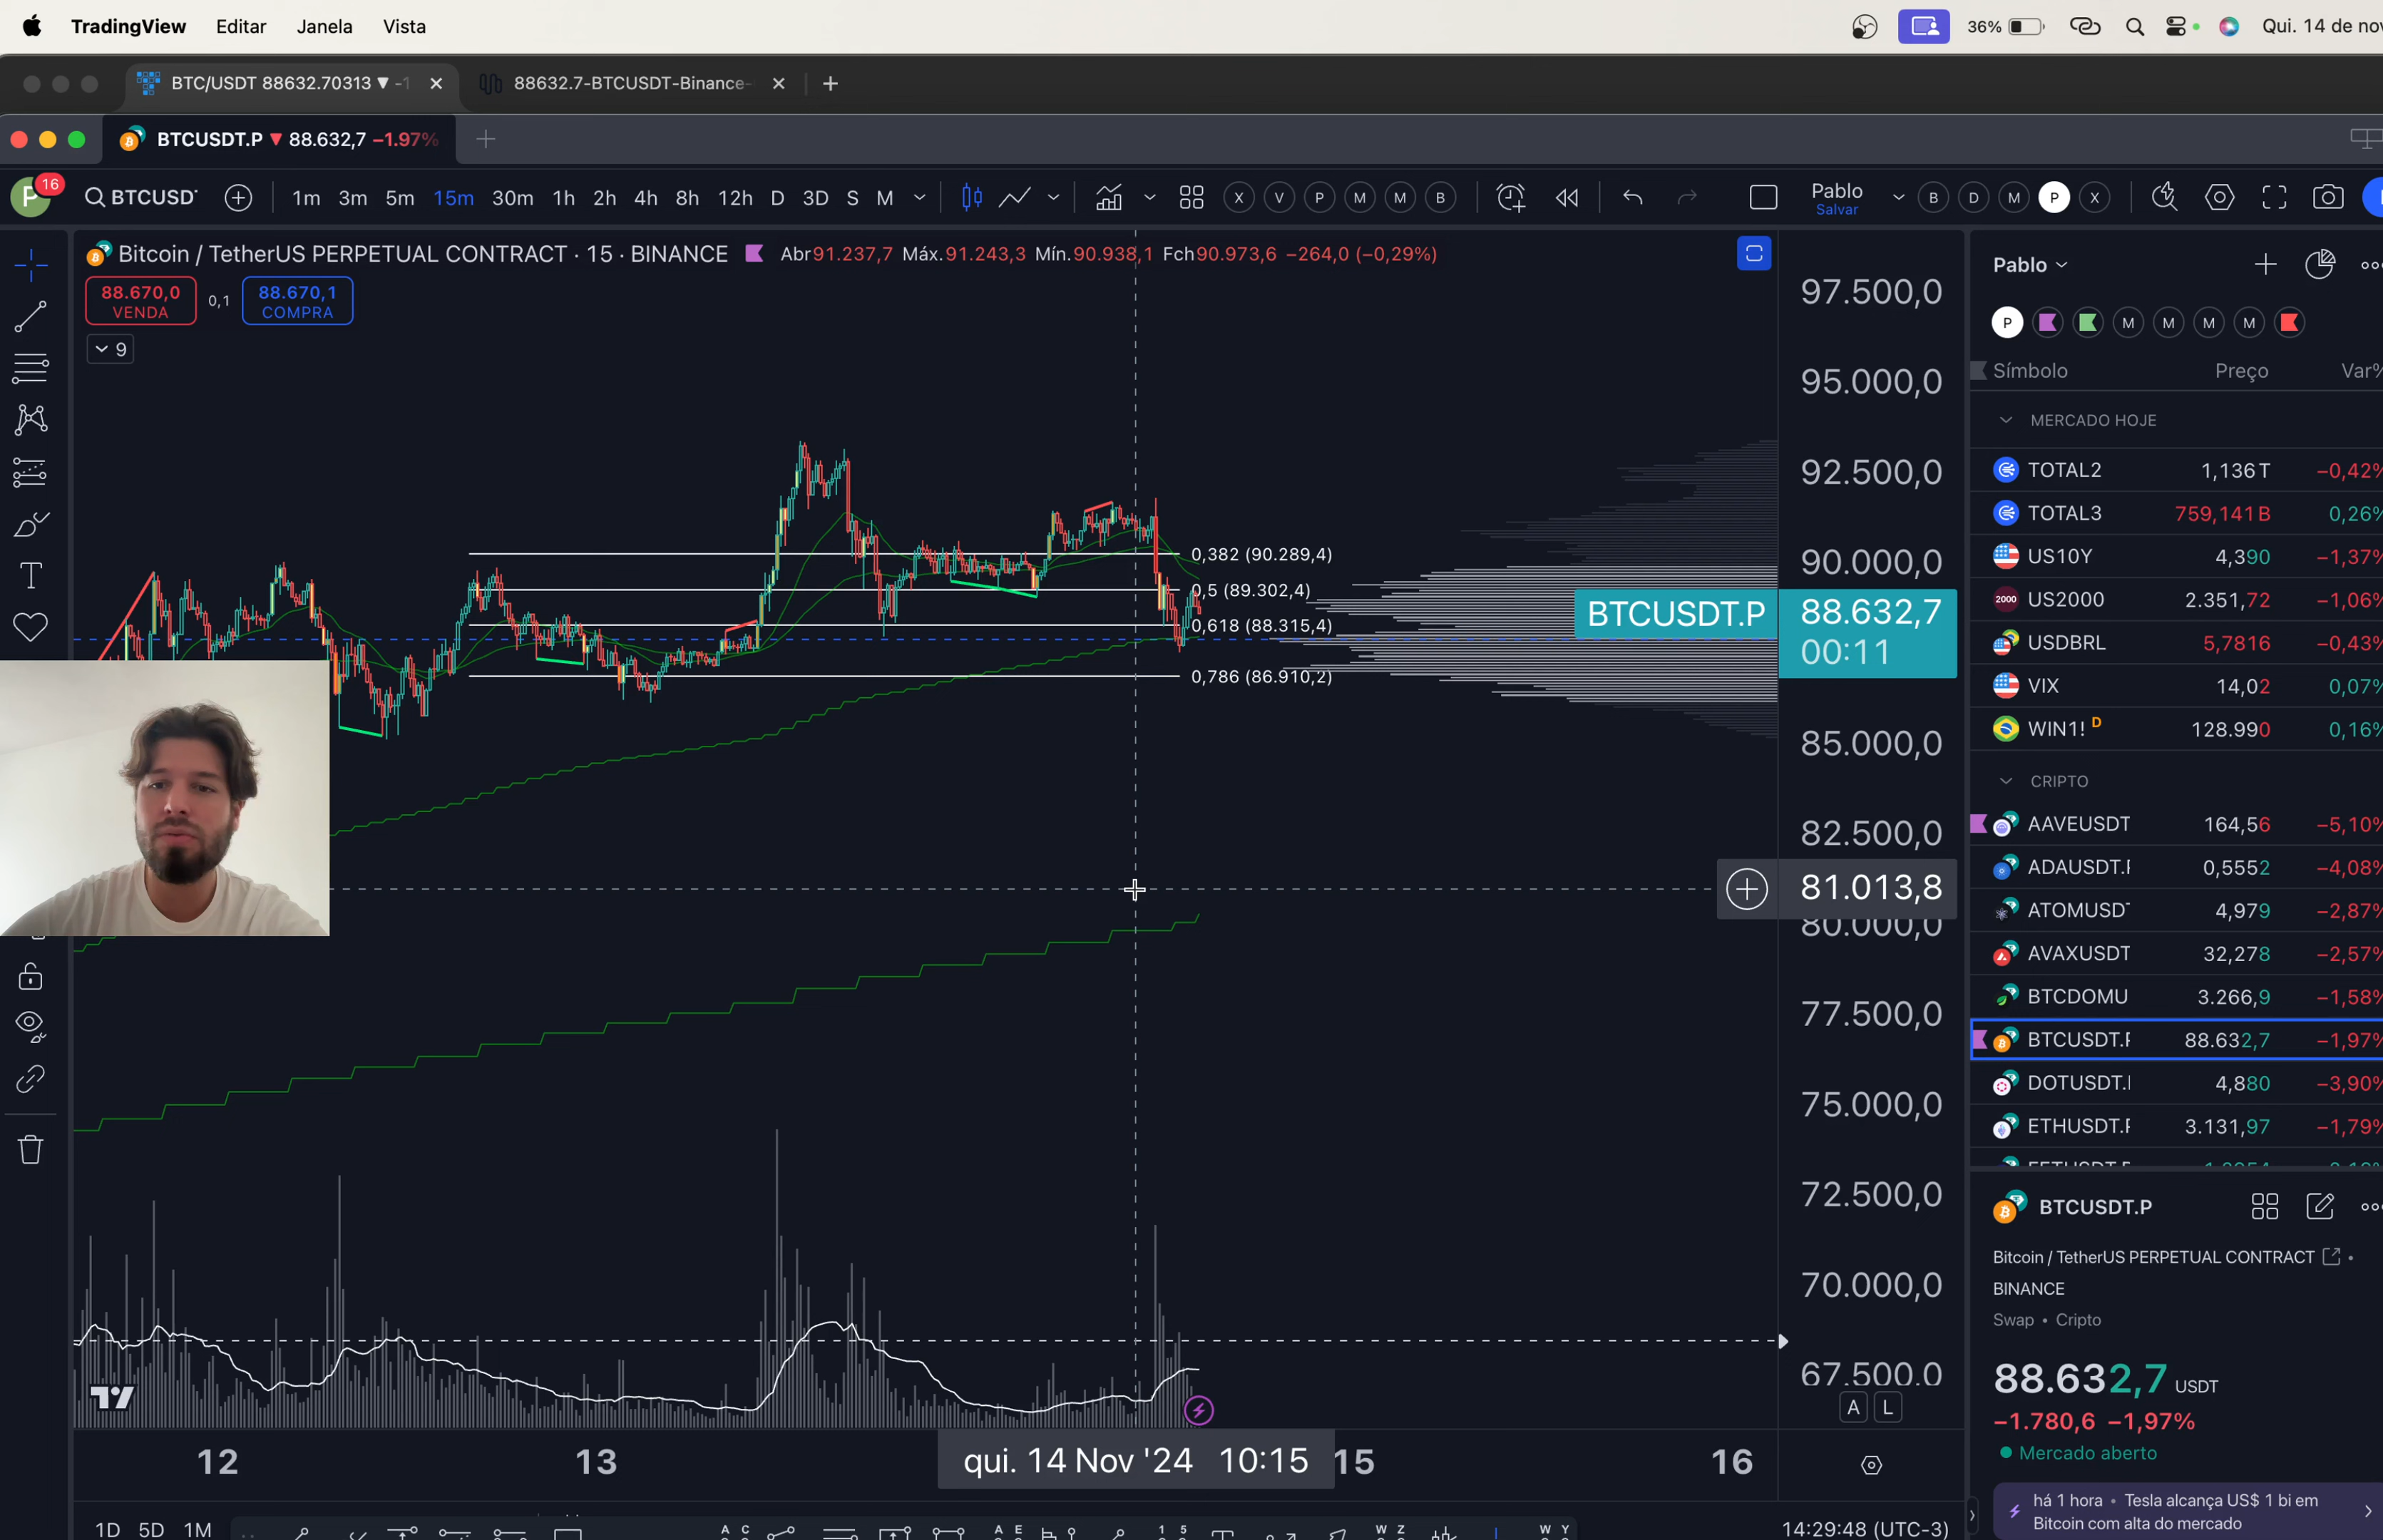 TradingView Editar Janela Vista
36%
Qui. 14 de nov
BTC/USDT 88632.70313 ▼ -1
88632.7-BTCUSDT-Binance-
BTCUSDT.P ▼ 88.632,7 −1.97%
P 16
BTCUSDT
1m 3m 5m 15m 30m 1h 2h 4h 8h 12h D 3D S M
X V P M M B
Pablo
Salvar
B D M P X
Bitcoin / TetherUS PERPETUAL CONTRACT · 15 · BINANCE
Abr91.237,7 Máx.91.243,3 Mín.90.938,1 Fch90.973,6 −264,0 (−0,29%)
88.670,0
VENDA
0,1
88.670,1
COMPRA
9
0,382 (90.289,4)
0,5 (89.302,4)
0,618 (88.315,4)
0,786 (86.910,2)
97.500,0
95.000,0
92.500,0
90.000,0
BTCUSDT.P
88.632,7
00:11
85.000,0
82.500,0
81.013,8
80.000,0
77.500,0
75.000,0
72.500,0
70.000,0
67.500,0
A L
12 13
qui. 14 Nov '24 10:15
15 16
1D 5D 1M
14:29:48 (UTC-3)
Pablo
P M M M M
Símbolo Preço Var%
MERCADO HOJE
TOTAL2 1,136 T −0,42%
TOTAL3 759,141 B 0,26%
US10Y 4,390 −1,37%
2000 US2000 2.351,72 −1,06%
USDBRL 5,7816 −0,43%
VIX 14,02 0,07%
WIN1! D 128.990 0,16%
CRIPTO
AAVEUSDT 164,56 −5,10%
ADAUSDT.P 0,5552 −4,08%
ATOMUSDT 4,979 −2,87%
AVAXUSDT 32,278 −2,57%
BTCDOMU 3.266,9 −1,58%
BTCUSDT.P 88.632,7 −1,97%
DOTUSDT. 4,880 −3,90%
ETHUSDT.P 3.131,97 −1,79%
BTCUSDT.P
Bitcoin / TetherUS PERPETUAL CONTRACT •
BINANCE
Swap • Cripto
88.632,7 USDT
−1.780,6 −1,97%
Mercado aberto
há 1 hora • Tesla alcança US$ 1 bi em
Bitcoin com alta do mercado